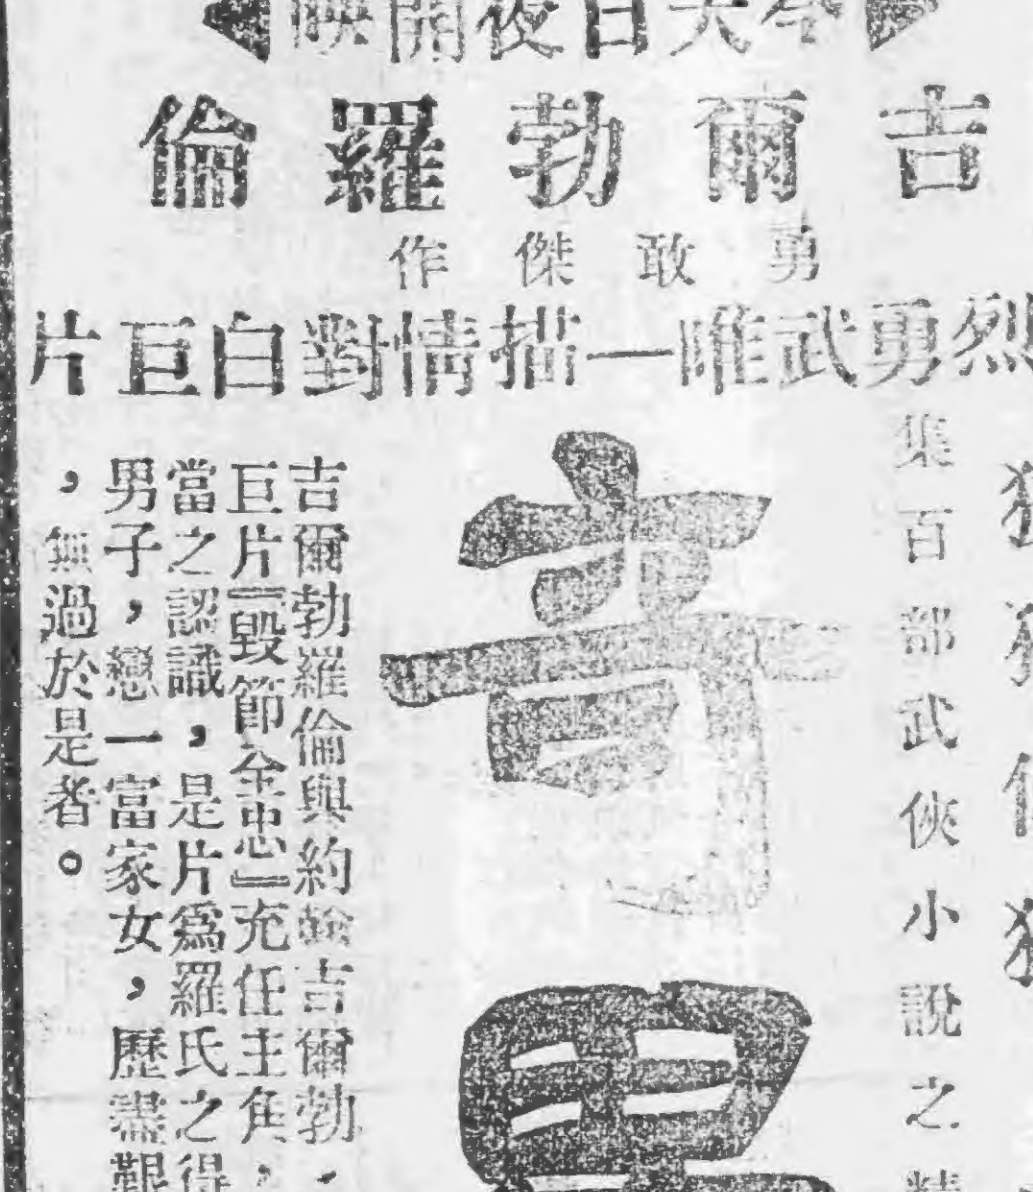 今天日夜開映
吉爾勃羅倫
勇敢傑作
烈勇武唯一描情對白巨片
集百部武俠小說之精
奇
吉爾勃羅倫與約翰吉爾勃,
巨片『毀節全忠』充任主角,
當之認識,是片爲羅氏之得
男子,戀一富家女,歷盡艱
,無過於是者。